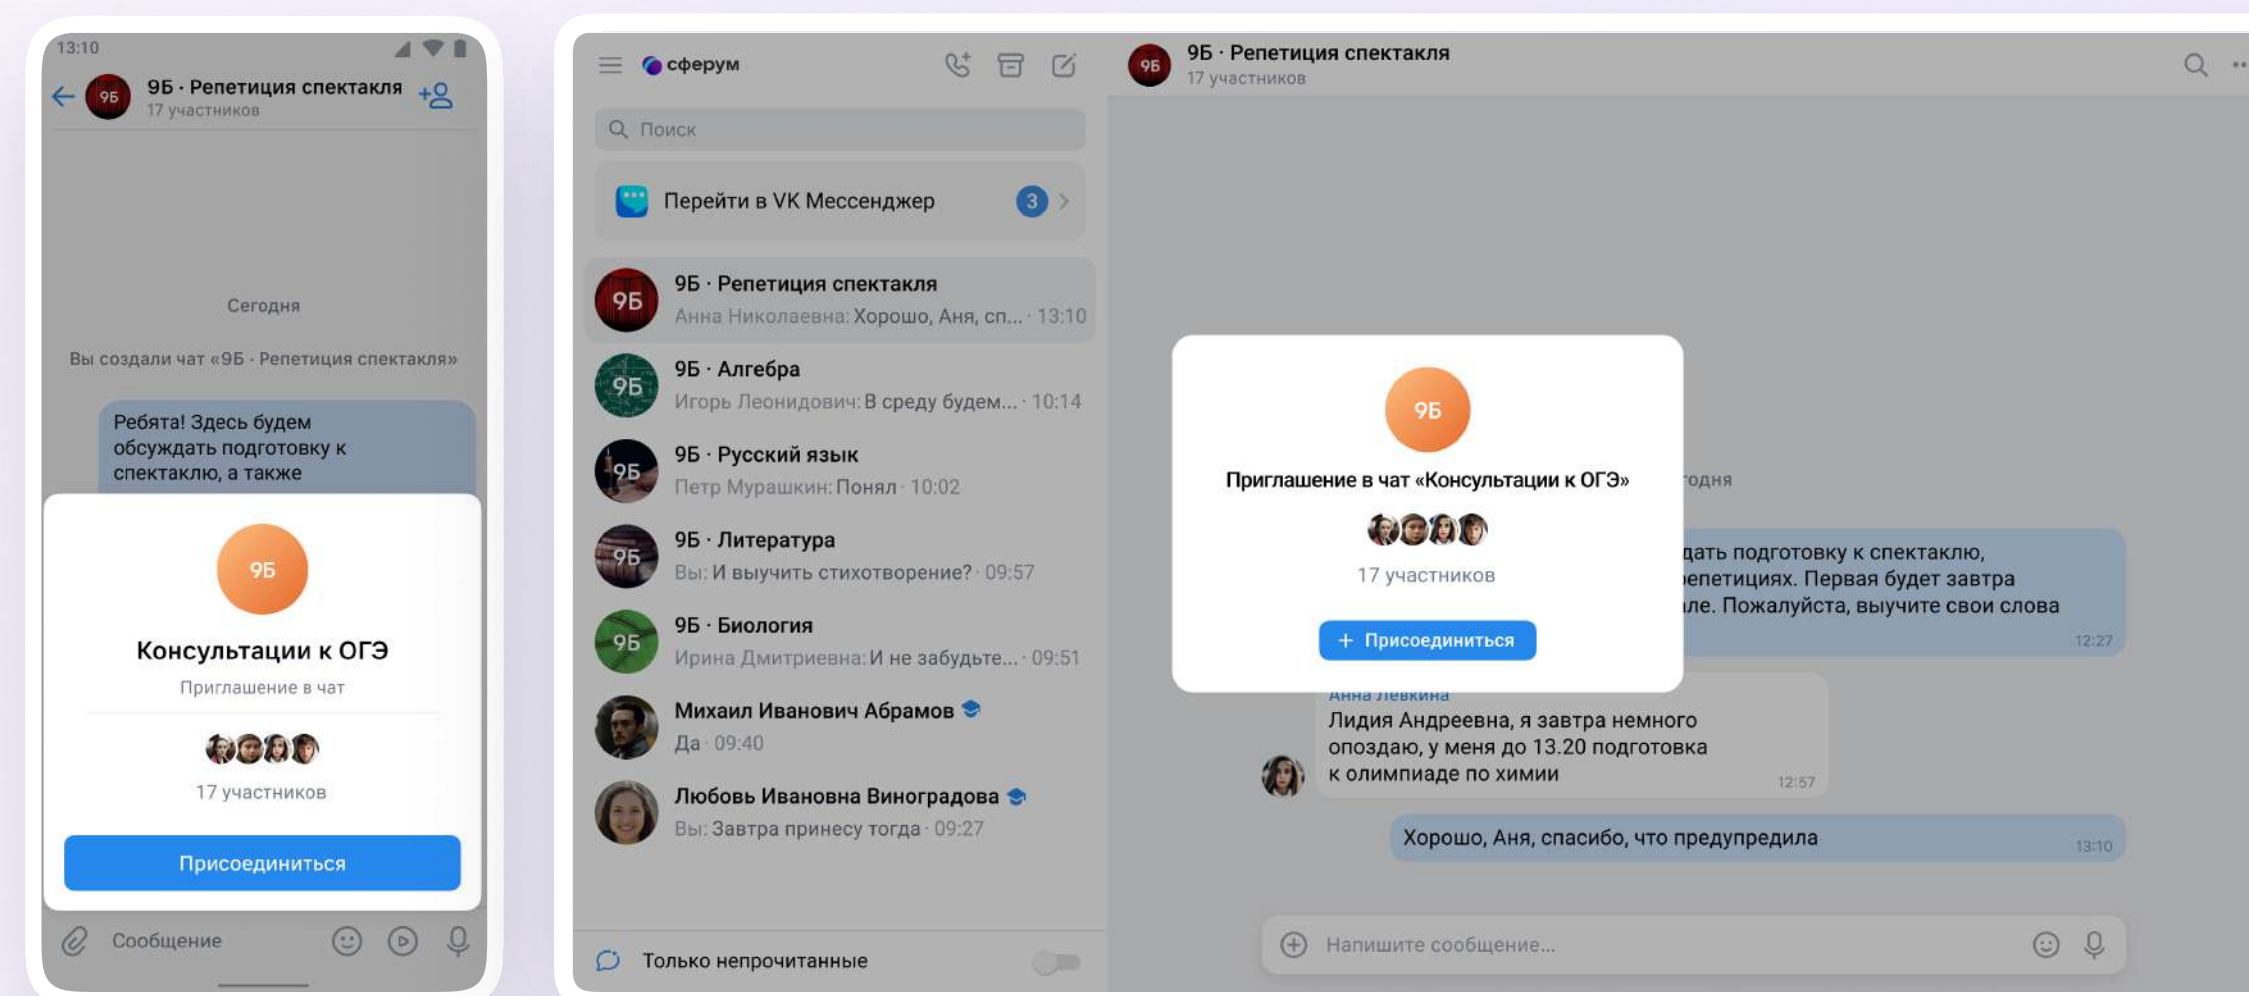 13:10
9Б
9Б · Репетиция спектакля
17 участников
Сегодня
Вы создали чат «9Б · Репетиция спектакля»
Ребята! Здесь будем
обсуждать подготовку к
спектаклю, а также
9Б
Консультации к ОГЭ
Приглашение в чат
17 участников
Присоединиться
Сообщение
сферум
Поиск
Перейти в VK Мессенджер
3
9Б
9Б · Репетиция спектакля
Анна Николаевна: Хорошо, Аня, сп... · 13:10
9Б
9Б · Алгебра
Игорь Леонидович: В среду будем... · 10:14
9Б
9Б · Русский язык
Петр Мурашкин: Понял · 10:02
9Б
9Б · Литература
Вы: И выучить стихотворение? · 09:57
9Б
9Б · Биология
Ирина Дмитриевна: И не забудьте... · 09:51
Михаил Иванович Абрамов
Да · 09:40
Любовь Ивановна Виноградова
Вы: Завтра принесу тогда · 09:27
Только непрочитанные
9Б
9Б · Репетиция спектакля
17 участников
9Б
Приглашение в чат «Консультации к ОГЭ»
17 участников
+ Присоединиться
одня
дать подготовку к спектаклю,
репетициях. Первая будет завтра
ле. Пожалуйста, выучите свои слова
12:27
Анна Левкина
Лидия Андреевна, я завтра немного
опоздаю, у меня до 13.20 подготовка
к олимпиаде по химии
12:57
Хорошо, Аня, спасибо, что предупредила
13:10
Напишите сообщение...